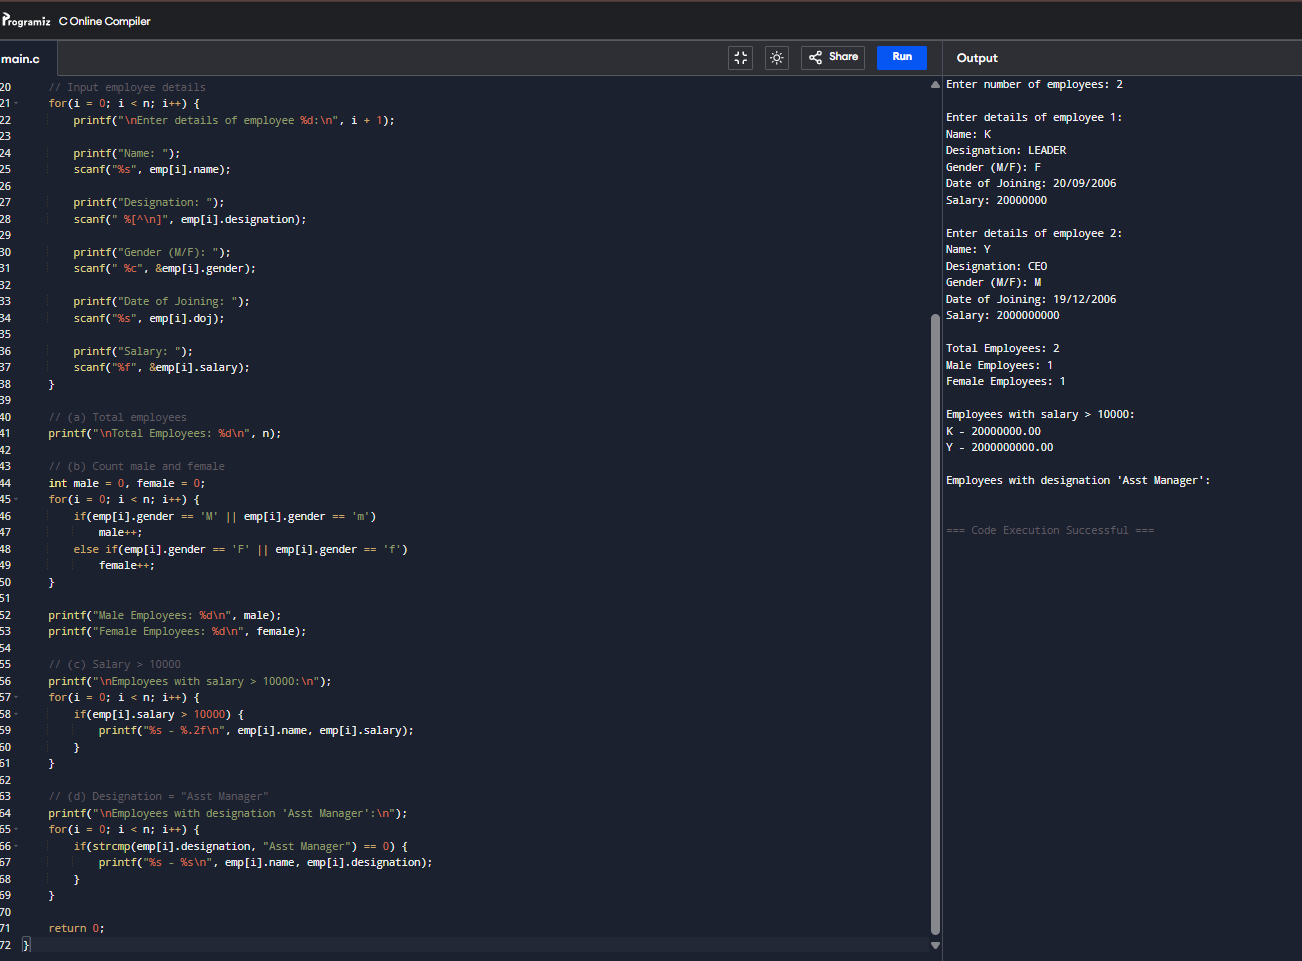 Programiz C Online Compiler
main.c
Share
Run
Output
20 // Input employee details
21 for(i = 0; i < n; i++) {
22 printf("\nEnter details of employee %d:\n", i + 1);
23
24 printf("Name: ");
25 scanf("%s", emp[i].name);
26
27 printf("Designation: ");
28 scanf(" %[^\n]", emp[i].designation);
29
30 printf("Gender (M/F): ");
31 scanf(" %c", &emp[i].gender);
32
33 printf("Date of Joining: ");
34 scanf("%s", emp[i].doj);
35
36 printf("Salary: ");
37 scanf("%f", &emp[i].salary);
38 }
39
40 // (a) Total employees
41 printf("\nTotal Employees: %d\n", n);
42
43 // (b) Count male and female
44 int male = 0, female = 0;
45 for(i = 0; i < n; i++) {
46 if(emp[i].gender == 'M' || emp[i].gender == 'm')
47 male++;
48 else if(emp[i].gender == 'F' || emp[i].gender == 'f')
49 female++;
50 }
51
52 printf("Male Employees: %d\n", male);
53 printf("Female Employees: %d\n", female);
54
55 // (c) Salary > 10000
56 printf("\nEmployees with salary > 10000:\n");
57 for(i = 0; i < n; i++) {
58 if(emp[i].salary > 10000) {
59 printf("%s - %.2f\n", emp[i].name, emp[i].salary);
60 }
61 }
62
63 // (d) Designation = "Asst Manager"
64 printf("\nEmployees with designation 'Asst Manager':\n");
65 for(i = 0; i < n; i++) {
66 if(strcmp(emp[i].designation, "Asst Manager") == 0) {
67 printf("%s - %s\n", emp[i].name, emp[i].designation);
68 }
69 }
70
71 return 0;
72 }
Enter number of employees: 2
Enter details of employee 1:
Name: K
Designation: LEADER
Gender (M/F): F
Date of Joining: 20/09/2006
Salary: 20000000
Enter details of employee 2:
Name: Y
Designation: CEO
Gender (M/F): M
Date of Joining: 19/12/2006
Salary: 2000000000
Total Employees: 2
Male Employees: 1
Female Employees: 1
Employees with salary > 10000:
K - 20000000.00
Y - 2000000000.00
Employees with designation 'Asst Manager':
=== Code Execution Successful ===